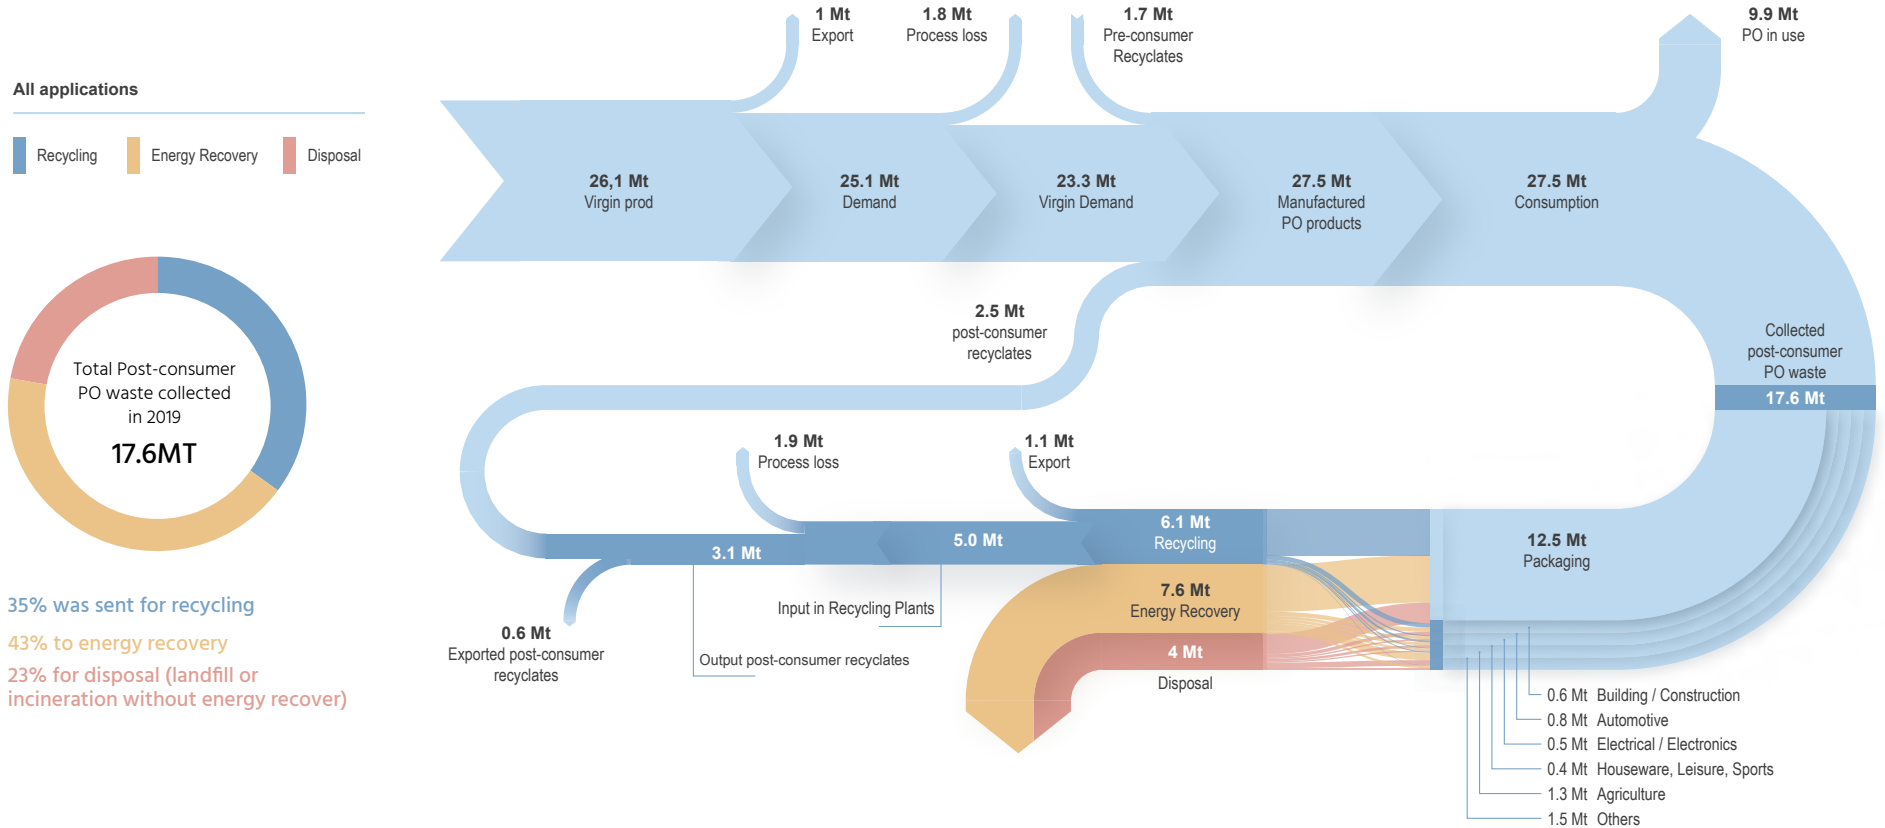 All applications
Recycling
Energy Recovery
Disposal
Total Post-consumer
PO waste collected
in 2019
17.6MT
35% was sent for recycling
43% to energy recovery
23% for disposal (landfill or
incineration without energy recover)
1 Mt
Export
1.8 Mt
Process loss
1.7 Mt
Pre-consumer
Recyclates
9.9 Mt
PO in use
26,1 Mt
Virgin prod
25.1 Mt
Demand
23.3 Mt
Virgin Demand
27.5 Mt
Manufactured
PO products
27.5 Mt
Consumption
2.5 Mt
post-consumer
recyclates
Collected
post-consumer
PO waste
17.6 Mt
1.9 Mt
Process loss
1.1 Mt
Export
3.1 Mt
5.0 Mt
6.1 Mt
Recycling
12.5 Mt
Packaging
7.6 Mt
Energy Recovery
Input in Recycling Plants
0.6 Mt
Exported post-consumer
recyclates
Output post-consumer recyclates
4 Mt
Disposal
0.6 Mt Building / Construction
0.8 Mt Automotive
0.5 Mt Electrical / Electronics
0.4 Mt Houseware, Leisure, Sports
1.3 Mt Agriculture
1.5 Mt Others